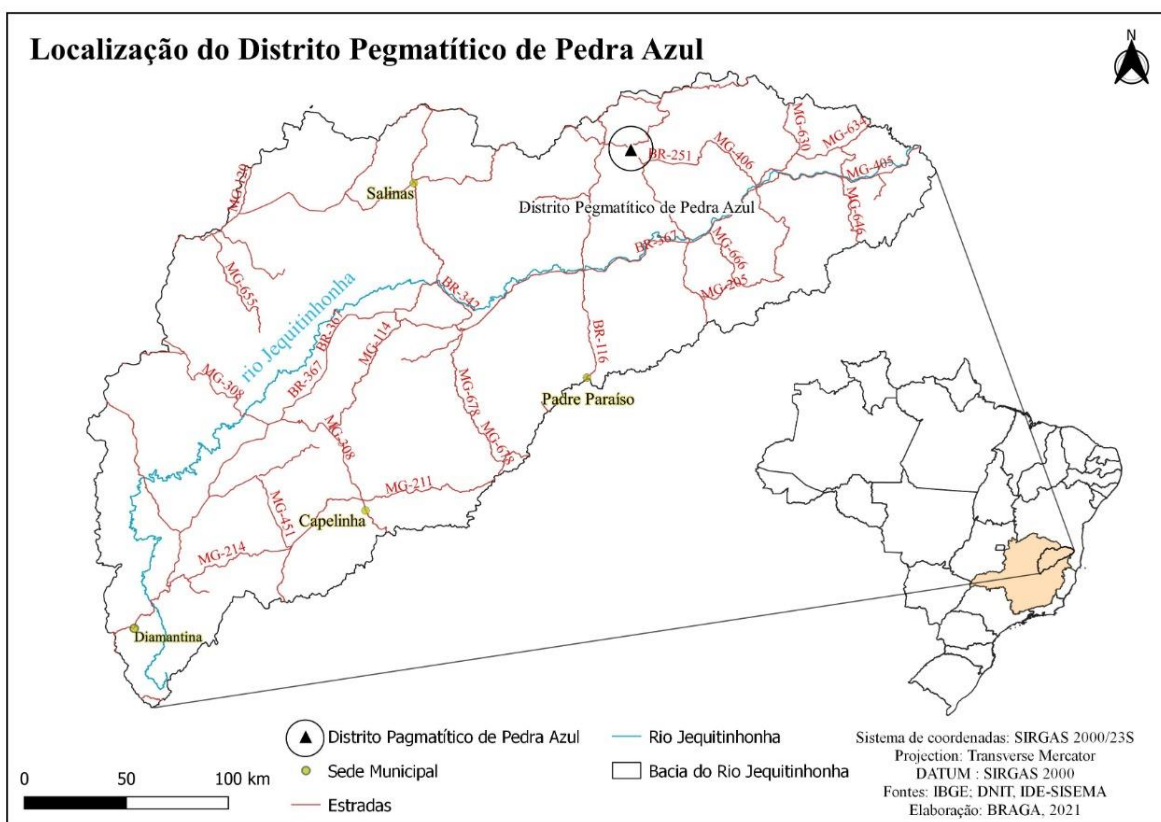 Localização do Distrito Pegmatítico de Pedra Azul
N
MG-630
MG-634
MG-406
BR-251
MG-405
Salinas
Distrito Pegmatítico de Pedra Azul
MG-646
BR-367
MG-666
MG-205
MG-655
BR-342
rio Jequitinhonha
BR-367
MG-114
BR-116
MG-308
BR-367
Padre Paraíso
MG-678
MG-308
MG-678
MG-211
MG-451
Capelinha
MG-214
Diamantina
Distrito Pagmatítico de Pedra Azul
Rio Jequitinhonha
Sede Municipal
Bacia do Rio Jequitinhonha
Estradas
0 50 100 km
Sistema de coordenadas: SIRGAS 2000/23S
Projection: Transverse Mercator
DATUM : SIRGAS 2000
Fontes: IBGE; DNIT, IDE-SISEMA
Elaboração: BRAGA, 2021